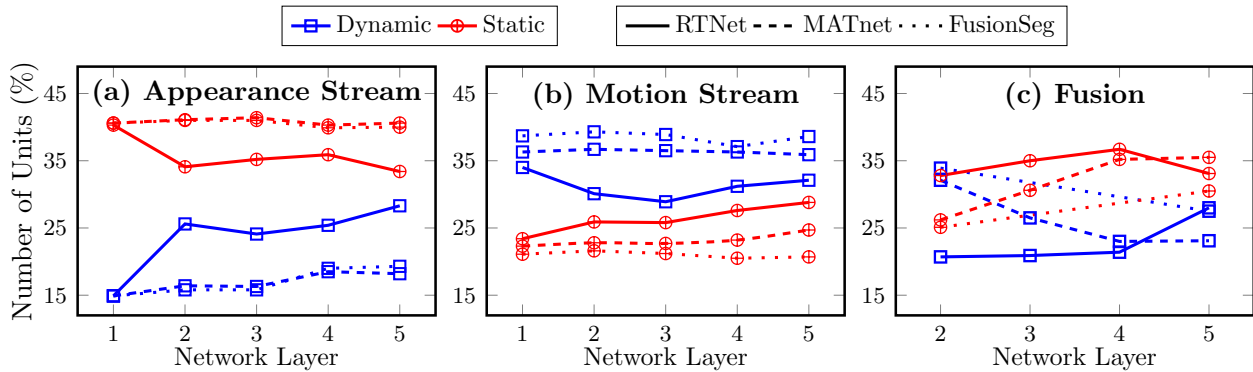 Dynamic Static RTNet MATnet FusionSeg
Number of Units (%)
(a) Appearance Stream
45
35
25
15
1 2 3 4 5
Network Layer
(b) Motion Stream
45
35
25
15
1 2 3 4 5
Network Layer
(c) Fusion
45
35
25
15
2 3 4 5
Network Layer